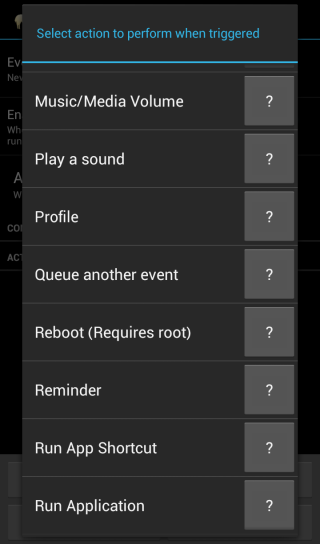 Select action to perform when triggered
Music/Media Volume
?
Play a sound
?
Profile
?
Queue another event
?
Reboot (Requires root)
?
Reminder
?
Run App Shortcut
?
Run Application
?